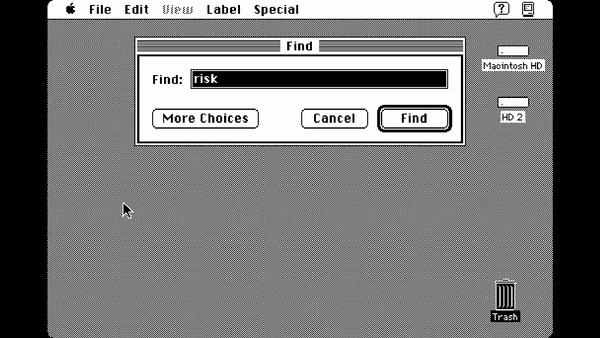 File Edit View Label Special
Find
Find: risk
More Choices Cancel Find
Macintosh HD
HD 2
Trash